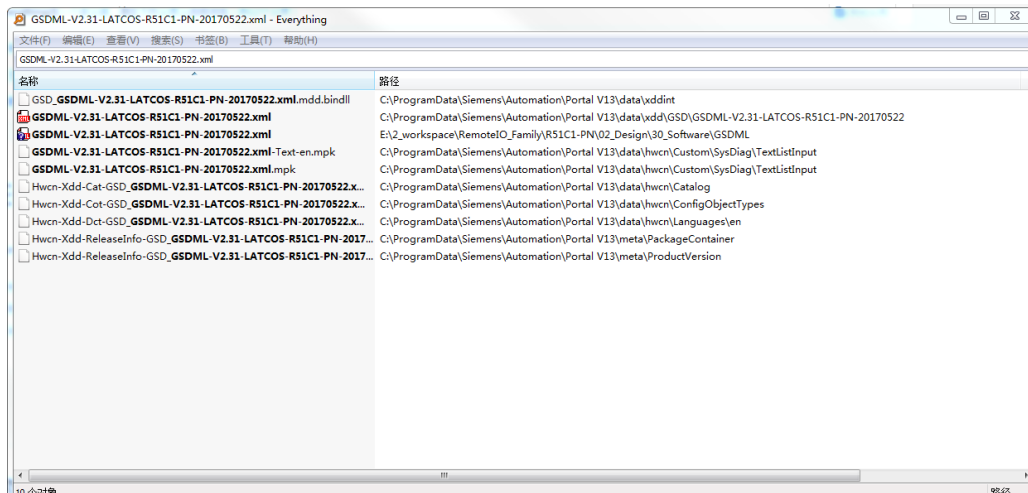 GSDML-V2.31-LATCOS-R51C1-PN-20170522.xml - Everything
文件(F) 编辑(E) 查看(V) 搜索(S) 书签(B) 工具(T) 帮助(H)
GSDML-V2.31-LATCOS-R51C1-PN-20170522.xml
名称 路径
GSD_GSDML-V2.31-LATCOS-R51C1-PN-20170522.xml.mdd.bindll C:\ProgramData\Siemens\Automation\Portal V13\data\xddint
GSDML-V2.31-LATCOS-R51C1-PN-20170522.xml C:\ProgramData\Siemens\Automation\Portal V13\data\xdd\GSD\GSDML-V2.31-LATCOS-R51C1-PN-20170522
GSDML-V2.31-LATCOS-R51C1-PN-20170522.xml E:\2_workspace\RemoteIO_Family\R51C1-PN\02_Design\30_Software\GSDML
GSDML-V2.31-LATCOS-R51C1-PN-20170522.xml-Text-en.mpk C:\ProgramData\Siemens\Automation\Portal V13\data\hwcn\Custom\SysDiag\TextListInput
GSDML-V2.31-LATCOS-R51C1-PN-20170522.xml.mpk C:\ProgramData\Siemens\Automation\Portal V13\data\hwcn\Custom\SysDiag\TextListInput
Hwcn-Xdd-Cat-GSD_GSDML-V2.31-LATCOS-R51C1-PN-20170522.x... C:\ProgramData\Siemens\Automation\Portal V13\data\hwcn\Catalog
Hwcn-Xdd-Cot-GSD_GSDML-V2.31-LATCOS-R51C1-PN-20170522.x... C:\ProgramData\Siemens\Automation\Portal V13\data\hwcn\ConfigObjectTypes
Hwcn-Xdd-Dct-GSD_GSDML-V2.31-LATCOS-R51C1-PN-20170522.x... C:\ProgramData\Siemens\Automation\Portal V13\data\hwcn\Languages\en
Hwcn-Xdd-ReleaseInfo-GSD_GSDML-V2.31-LATCOS-R51C1-PN-2017... C:\ProgramData\Siemens\Automation\Portal V13\meta\PackageContainer
Hwcn-Xdd-ReleaseInfo-GSD_GSDML-V2.31-LATCOS-R51C1-PN-2017... C:\ProgramData\Siemens\Automation\Portal V13\meta\ProductVersion
10 个对象 路径